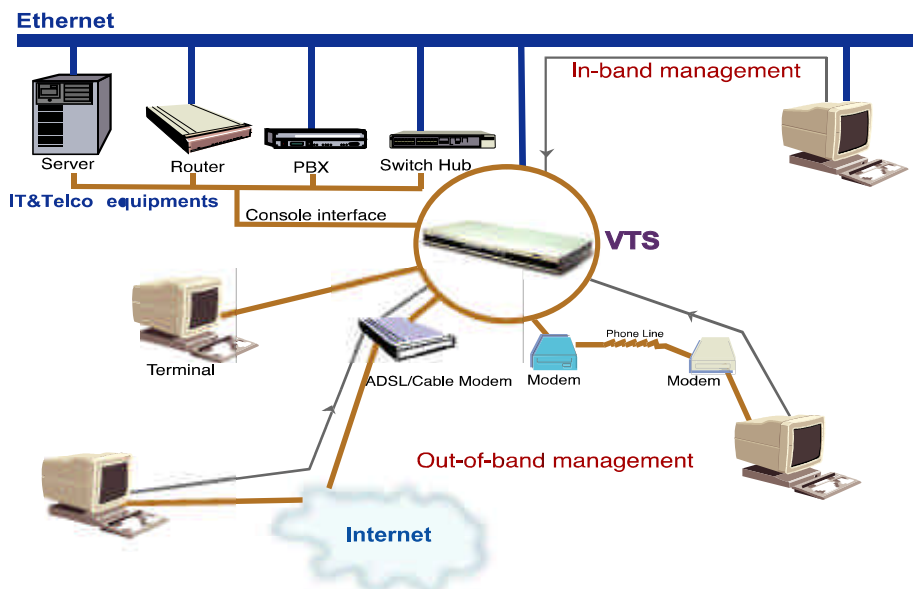 Ethernet
In-band management
Server
Router
PBX
Switch Hub
IT&Telco equipments
Console interface
VTS
Terminal
ADSL/Cable Modem
Modem
Phone Line
Modem
Out-of-band management
Internet